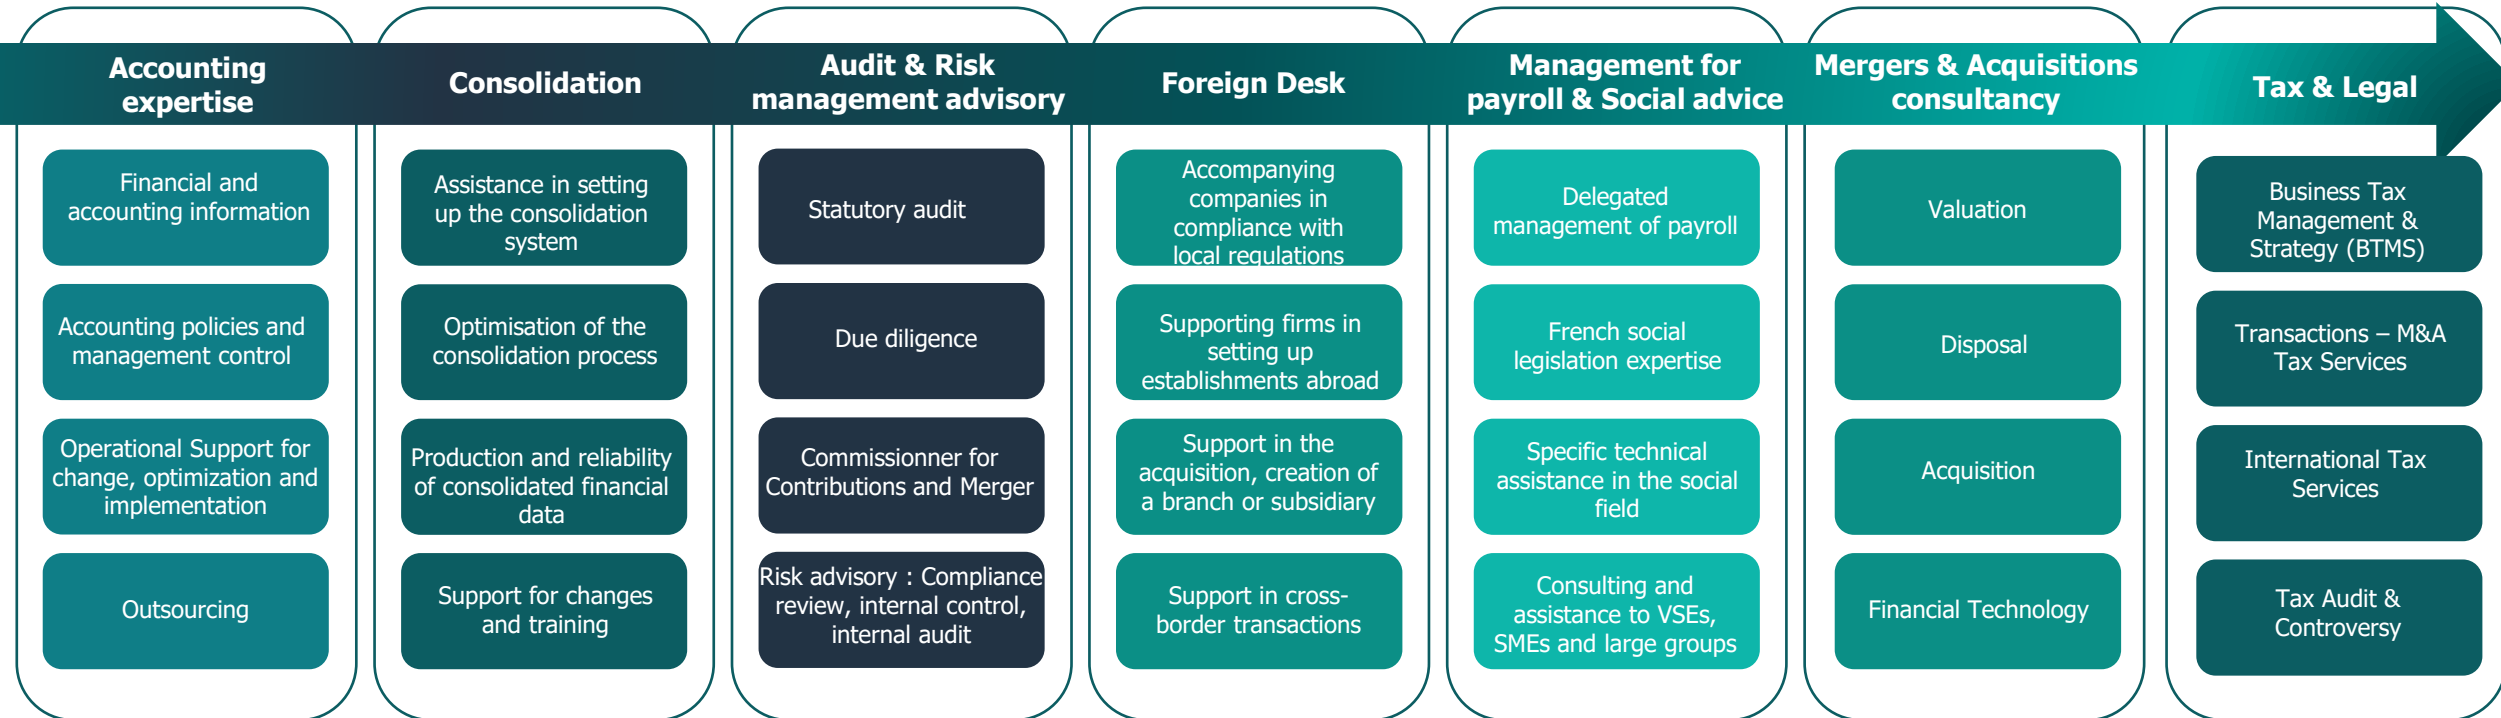 Accounting
expertise
Consolidation
Audit & Risk
management advisory
Foreign Desk
Management for
payroll & Social advice
Mergers & Acquisitions
consultancy
Tax & Legal
Financial and
accounting information
Accounting policies and
management control
Operational Support for
change, optimization and
implementation
Outsourcing
Assistance in setting
up the consolidation
system
Optimisation of the
consolidation process
Production and reliability
of consolidated financial
data
Support for changes
and training
Statutory audit
Due diligence
Commissionner for
Contributions and Merger
Risk advisory : Compliance
review, internal control,
internal audit
Accompanying
companies in
compliance with
local regulations
Supporting firms in
setting up
establishments abroad
Support in the
acquisition, creation of
a branch or subsidiary
Support in cross-
border transactions
Delegated
management of payroll
French social
legislation expertise
Specific technical
assistance in the social
field
Consulting and
assistance to VSEs,
SMEs and large groups
Valuation
Disposal
Acquisition
Financial Technology
Business Tax
Management &
Strategy (BTMS)
Transactions – M&A
Tax Services
International Tax
Services
Tax Audit &
Controversy